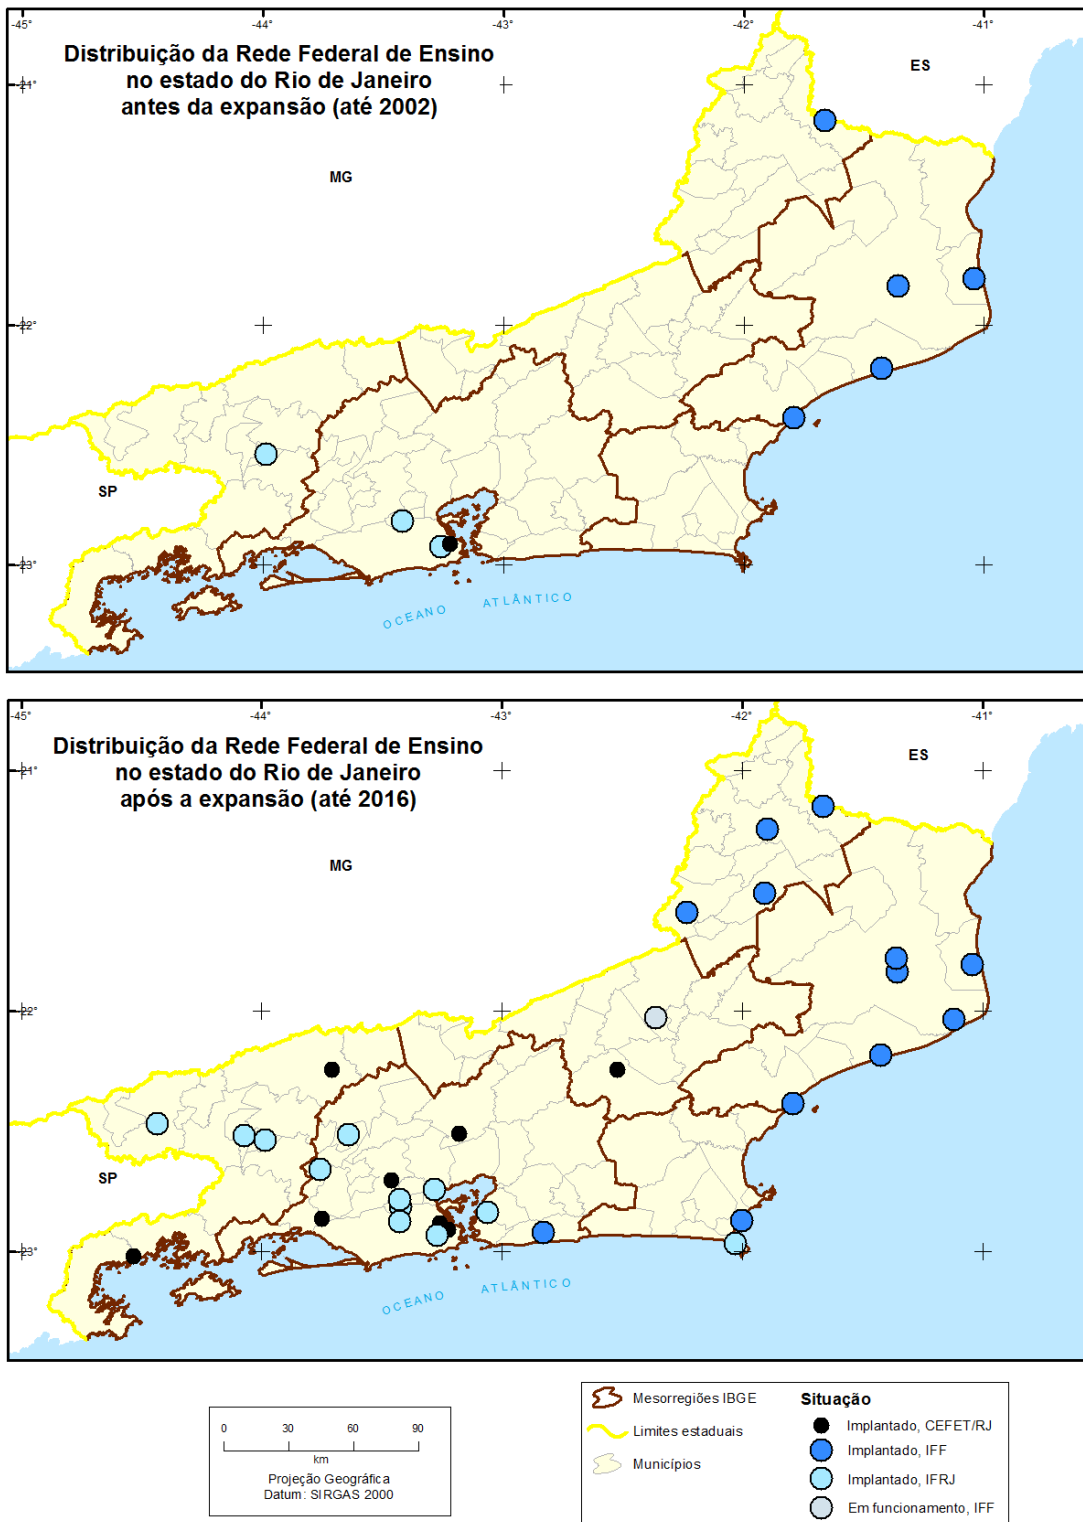 -45°
-44°
-43°
-42°
-41°
Distribuição da Rede Federal de Ensino
no estado do Rio de Janeiro
antes da expansão (até 2002)
ES
-21°
MG
-22°
SP
-23°
OCEANO ATLÂNTICO
-45°
-44°
-43°
-42°
-41°
Distribuição da Rede Federal de Ensino
no estado do Rio de Janeiro
após a expansão (até 2016)
ES
-21°
MG
-22°
SP
-23°
OCEANO ATLÂNTICO
0 30 60 90
km
Projeção Geográfica
Datum: SIRGAS 2000
Mesorregiões IBGE
Limites estaduais
Municípios
Situação
Implantado, CEFET/RJ
Implantado, IFF
Implantado, IFRJ
Em funcionamento, IFF